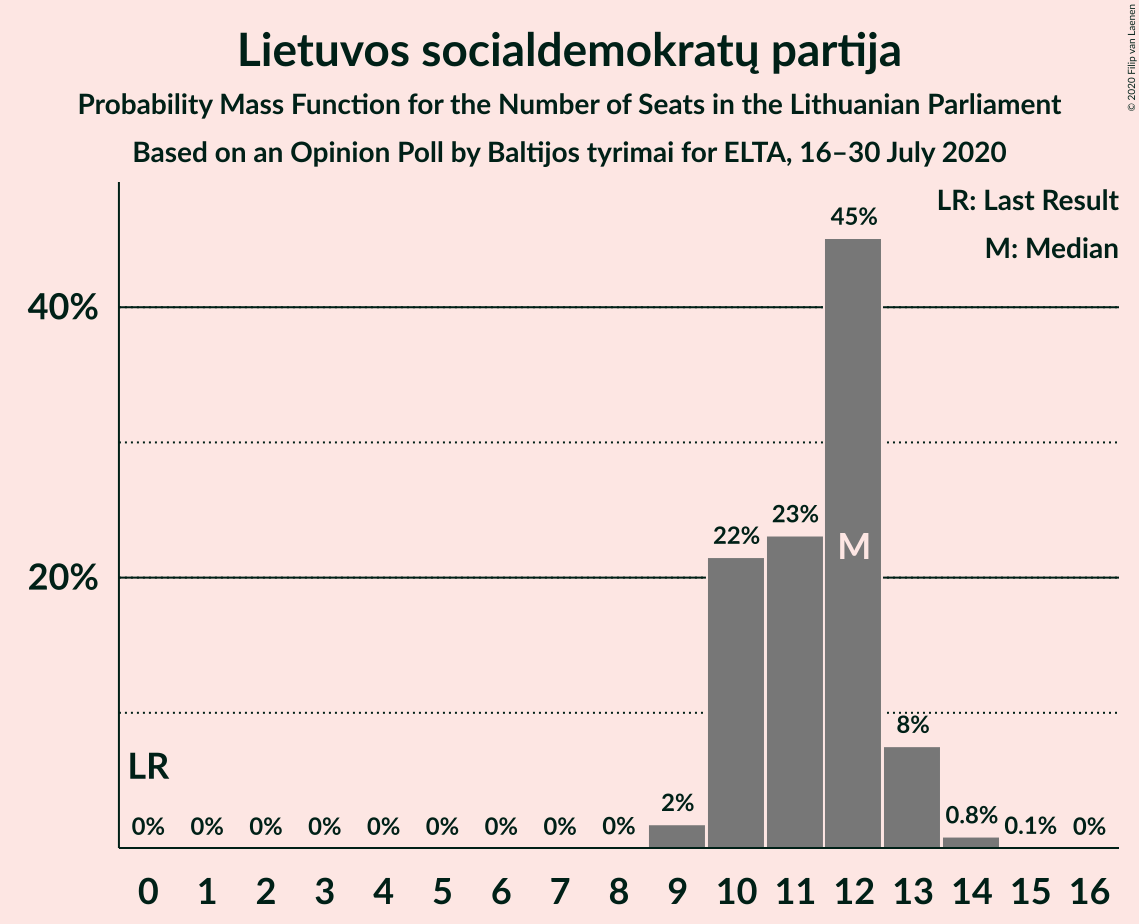 Lietuvos socialdemokratų partija
Probability Mass Function for the Number of Seats in the Lithuanian Parliament
Based on an Opinion Poll by Baltijos tyrimai for ELTA, 16–30 July 2020
© 2020 Filip van Laenen
LR: Last Result
M: Median
45%
40%
23%
22%
M
20%
8%
LR
2%
0.8%
0% 0% 0% 0% 0% 0% 0% 0% 0% 0.1% 0%
0 1 2 3 4 5 6 7 8 9 10 11 12 13 14 15 16